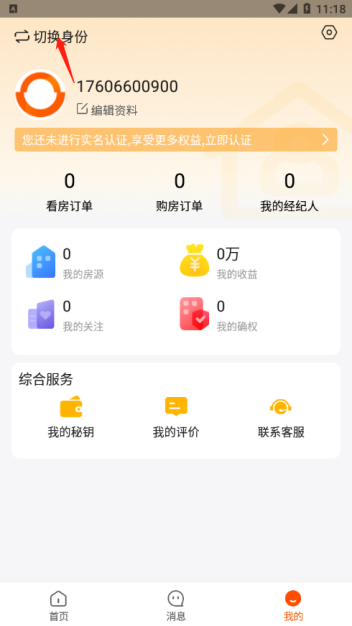 11:18
切换身份
17606600900
编辑资料
您还未进行实名认证,享受更多权益,立即认证
0 0 0
看房订单 购房订单 我的经纪人
0 0万
我的房源 我的收益
0 0
我的关注 我的确权
综合服务
我的秘钥 我的评价 联系客服
首页 消息 我的